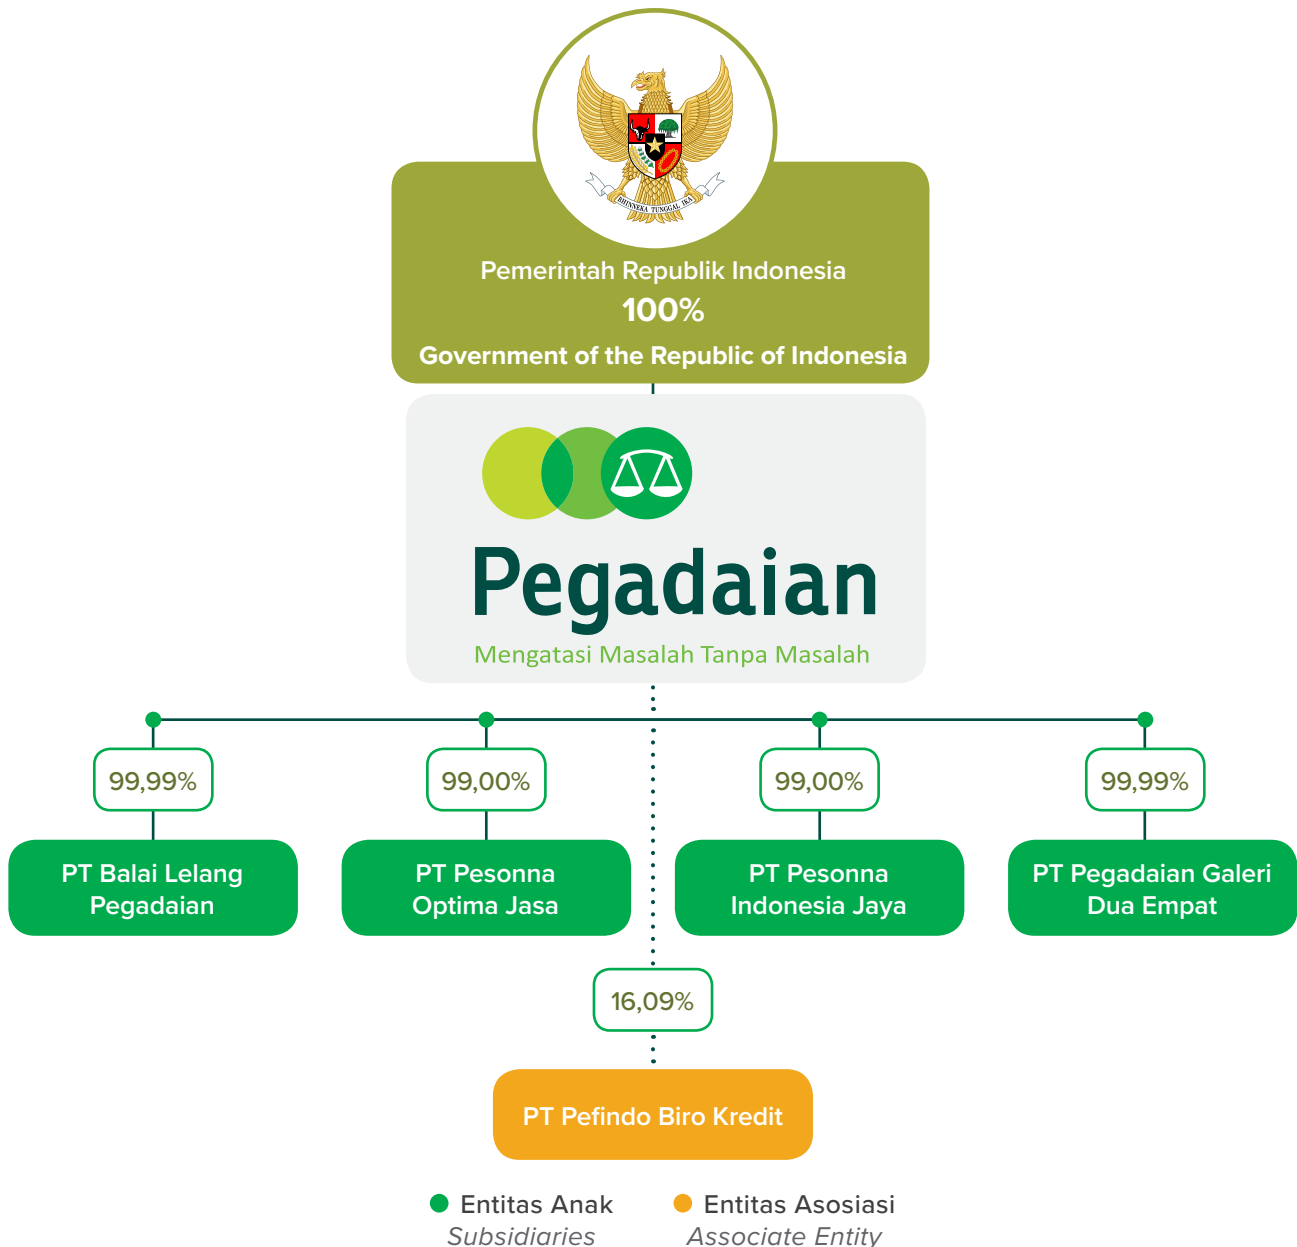 BHINNEKA TUNGGAL IKA
Pemerintah Republik Indonesia
100%
Government of the Republic of Indonesia
Pegadaian
Mengatasi Masalah Tanpa Masalah
99,99%
99,00%
99,00%
99,99%
PT Balai Lelang
Pegadaian
PT Pesonna
Optima Jasa
PT Pesonna
Indonesia Jaya
PT Pegadaian Galeri
Dua Empat
16,09%
PT Pefindo Biro Kredit
Entitas Anak
Subsidiaries
Entitas Asosiasi
Associate Entity